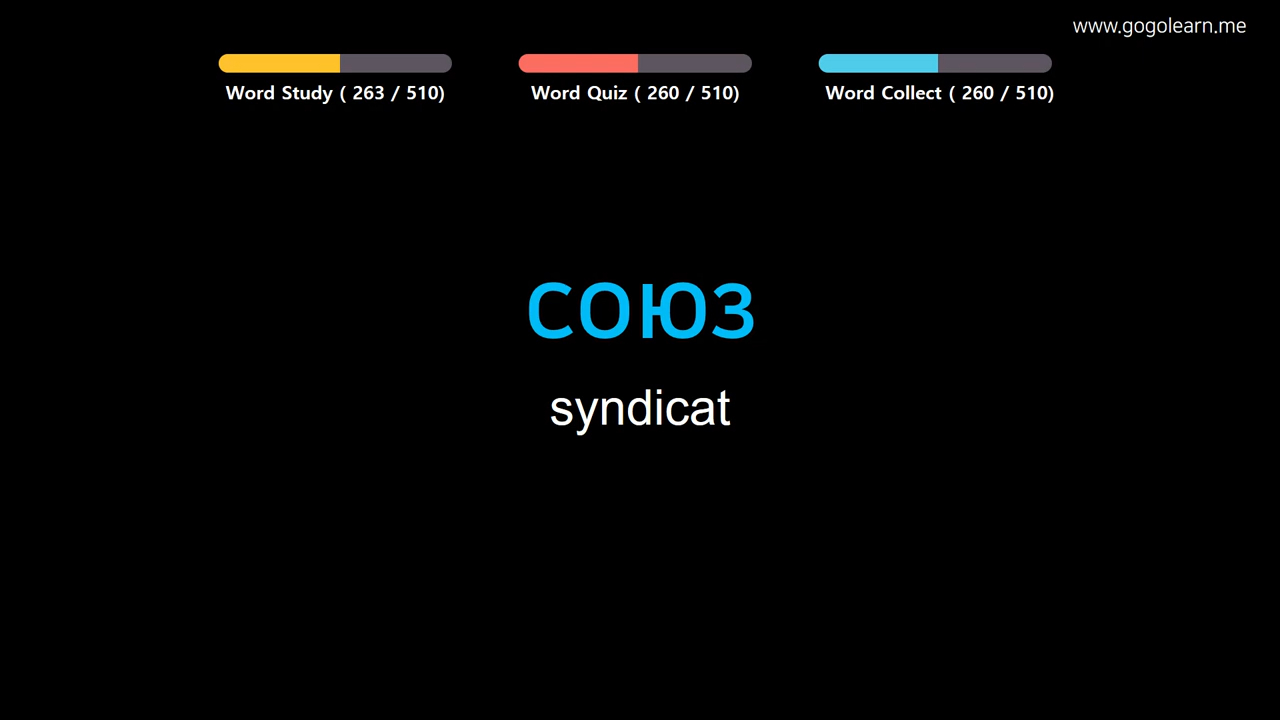 www.gogolearn.me
Word Study ( 263 / 510)
Word Quiz ( 260 / 510)
Word Collect ( 260 / 510)
союз
syndicat